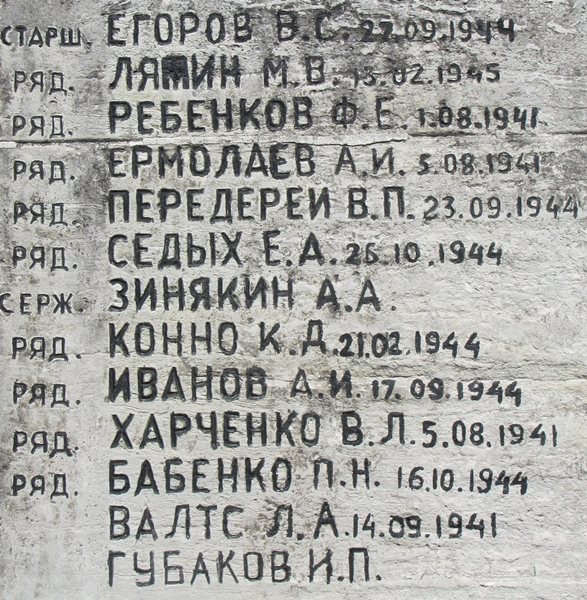 СТАРШ. ЕГОРОВ В.С. 22.09.1944
РЯД. ЛЯМИН М.В. 13.02.1945
РЯД. РЕБЕНКОВ Ф.Е. 1.08.1941
РЯД. ЕРМОЛАЕВ А.И. 5.08.1941
РЯД. ПЕРЕДЕРЕИ В.П. 23.09.1944
РЯД. СЕДЫХ Е.А. 26.10.1944
СЕРЖ. ЗИНЯКИН А.А.
РЯД. КОННО К.Д. 21.02.1944
РЯД. ИВАНОВ А.И. 17.09.1944
РЯД. ХАРЧЕНКО В.Л. 5.08.1941
РЯД. БАБЕНКО П.Н. 16.10.1944
ВАЛТС Л.А. 14.09.1941
ГУБАКОВ И.П.